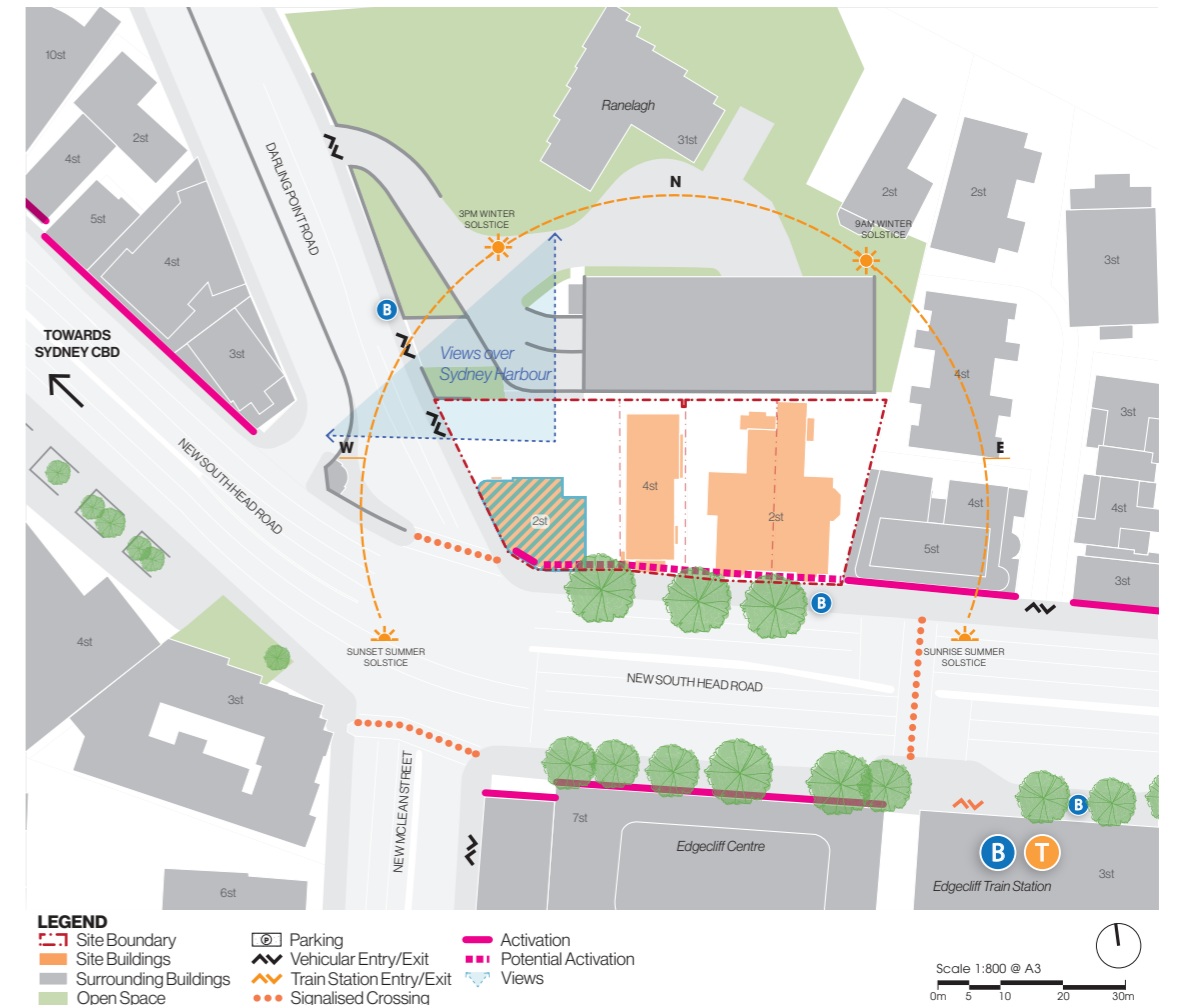 10st
2st
4st
5st
4st
3st
DARLING POINT ROAD
Ranelagh
31st
N
3PM WINTER
SOLSTICE
9AM WINTER
SOLSTICE
2st
2st
3st
B
TOWARDS
SYDNEY CBD
Views over
Sydney Harbour
4st
3st
W
E
NEW SOUTH HEAD ROAD
4st
2st
2st
4st
5st
4st
3st
B
SUNSET SUMMER
SOLSTICE
SUNRISE SUMMER
SOLSTICE
4st
3st
NEW SOUTH HEAD ROAD
NEW MCLEAN STREET
7st
Edgecliff Centre
B
B T
Edgecliff Train Station
3st
6st
LEGEND
Site Boundary
Site Buildings
Surrounding Buildings
Open Space
P Parking
Vehicular Entry/Exit
Train Station Entry/Exit
Signalised Crossing
Activation
Potential Activation
Views
Scale 1:800 @ A3
0m 5 10 20 30m